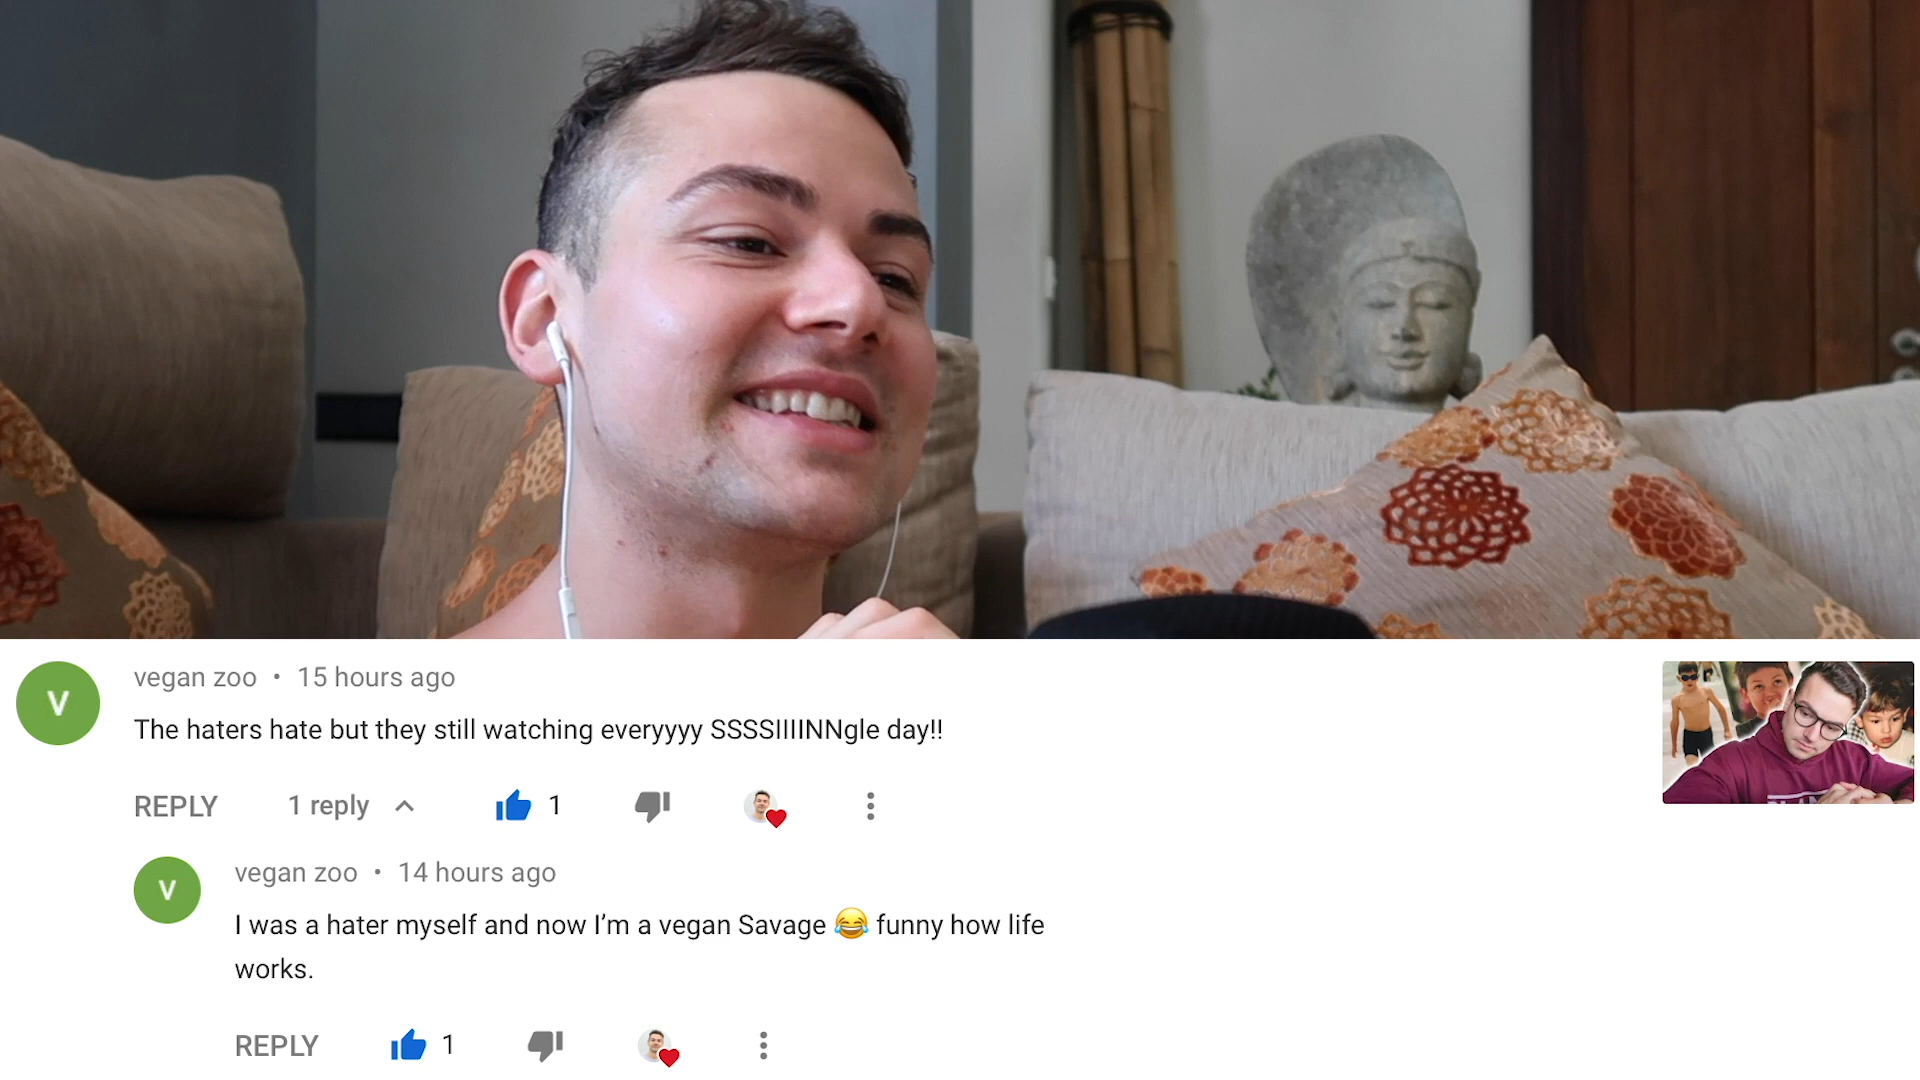 V
vegan zoo • 15 hours ago
The haters hate but they still watching everyyyy SSSSIIIINNgle day!!
REPLY 1 reply 1
V
vegan zoo • 14 hours ago
I was a hater myself and now I’m a vegan Savage 😂 funny how life
works.
REPLY 1